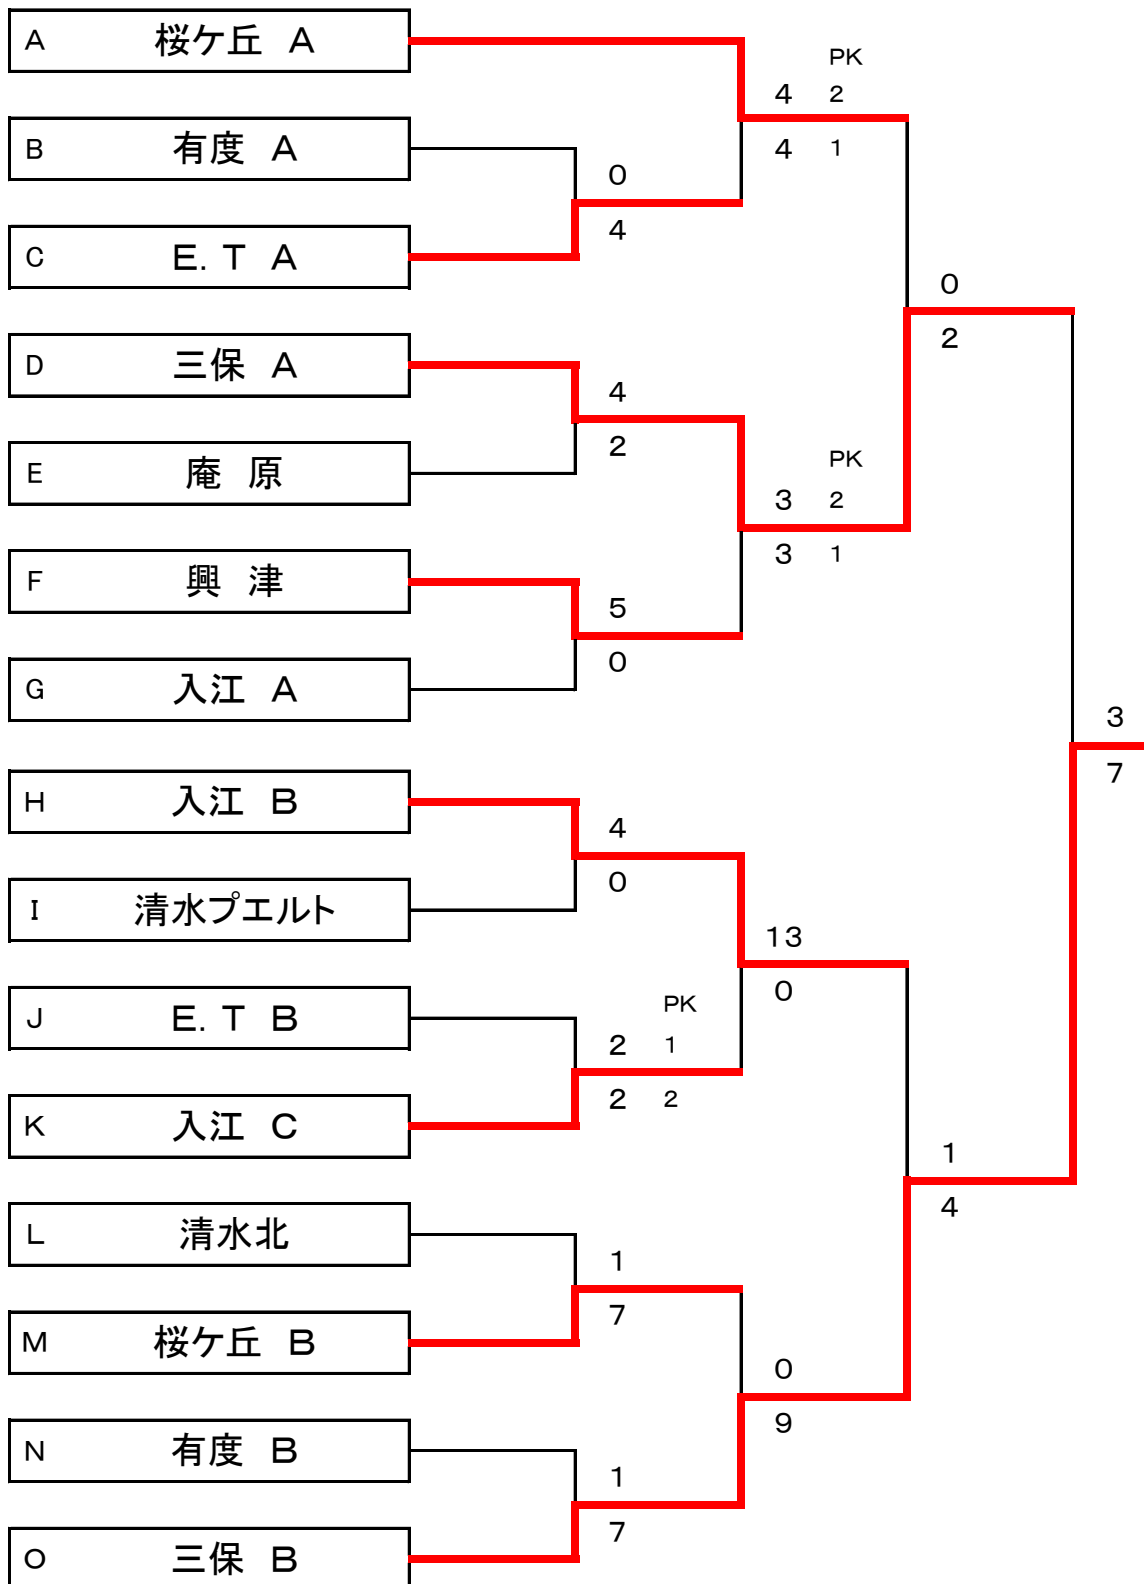 A 桜ケ丘 A
PK
4 2
B 有度 A
4 1
0
4
C E.T A
0
2
D 三保 A
4
2
PK
E 庵 原
3 2
3 1
F 興 津
5
0
G 入江 A
3
7
H 入江 B
4
0
I 清水プエルト
13
0
J E.T B
PK
2 1
2 2
K 入江 C
1
4
L 清水北
1
7
M 桜ケ丘 B
0
9
N 有度 B
1
7
O 三保 B